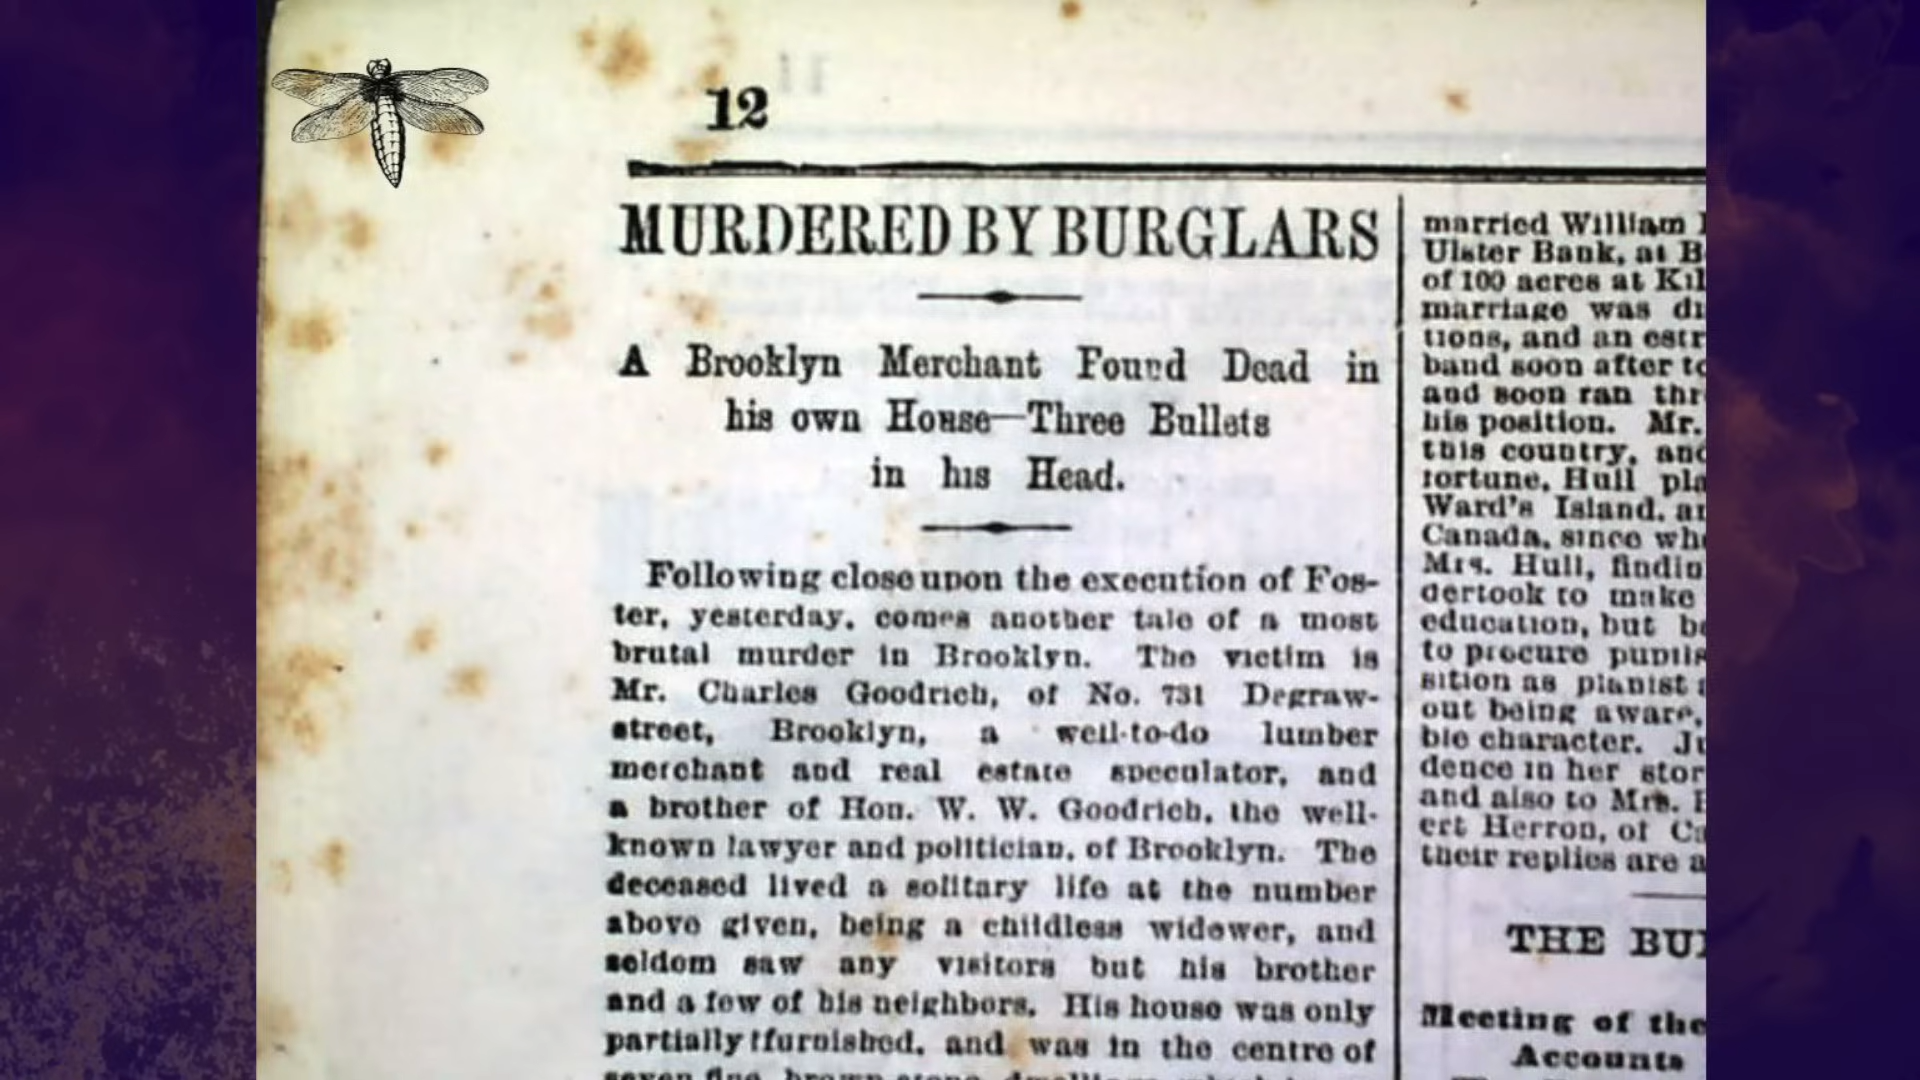 12
MURDERED BY BURGLARS
A Brooklyn Merchant Found Dead in
his own House—Three Bullets
in his Head.
Following close upon the execution of Fos-
ter, yesterday, comes another tale of a most
brutal murder in Brooklyn. The victim is
Mr. Charles Goodrich, of No. 731 Degraw-
street, Brooklyn, a well-to-do lumber
merchant and real estate speculator, and
a brother of Hon. W. W. Goodrich, the well-
known lawyer and politician, of Brooklyn. The
deceased lived a solitary life at the number
above given, being a childless widower, and
seldom saw any visitors but his brother
and a few of his neighbors. His house was only
partially furnished, and was in the centre of
married William
Ulster Bank, at B
of 100 acres at Kil
marriage was du
tions, and an estr
band soon after to
and soon ran thr
his position. Mr.
this country, and
fortune, Hull pla
Ward's Island, an
Canada, since whe
Mrs. Hull, findin
dertook to make
education, but b
to procure pupils
sition as pianist
out being aware,
ble character. Ju
dence in her stor
and also to Mrs.
ert Herron, of Ca
their replies are a
THE BU
Meeting of the
Accounts